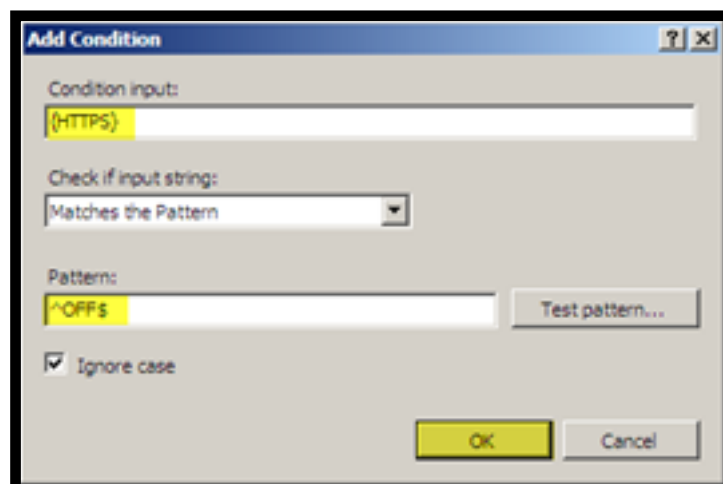 Add Condition
Condition input:
{HTTPS}
Check if input string:
Matches the Pattern
Pattern:
^OFF$
Test pattern...
Ignore case
OK
Cancel